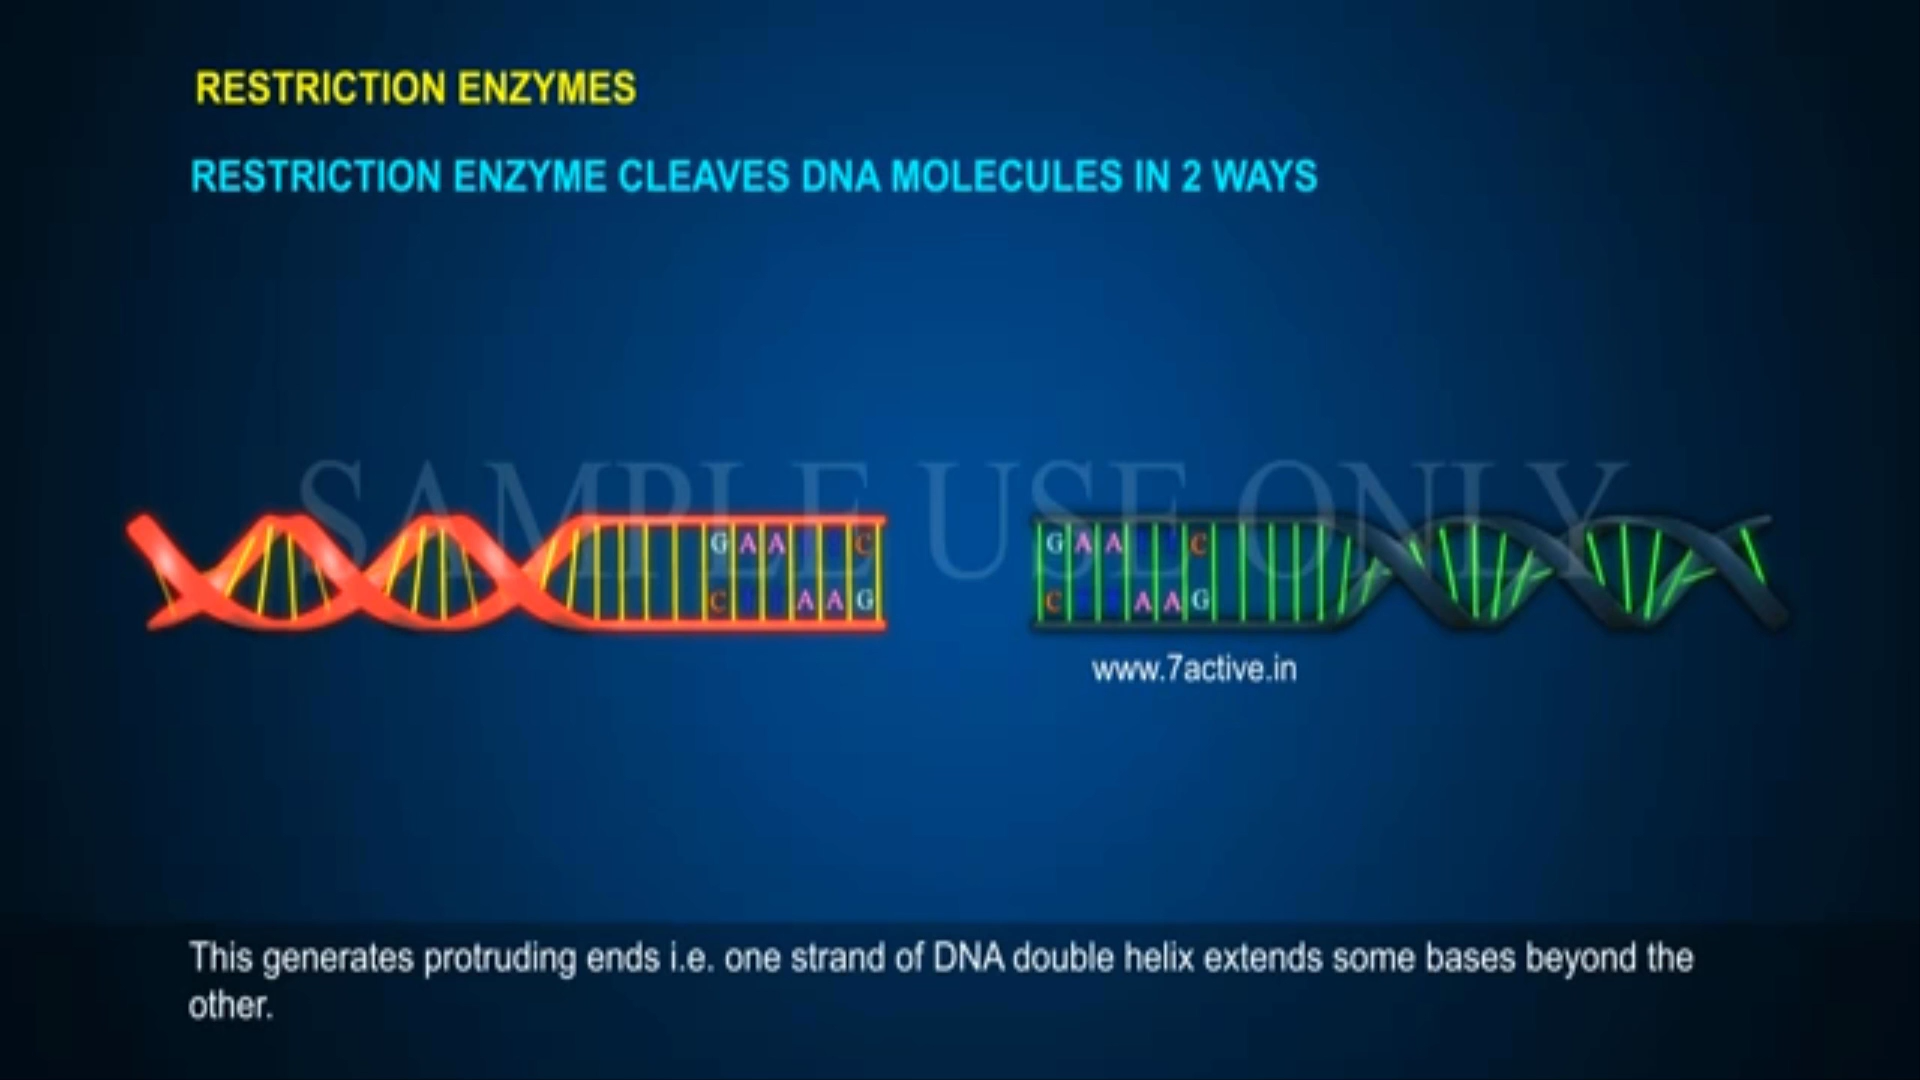 RESTRICTION ENZYMES
RESTRICTION ENZYME CLEAVES DNA MOLECULES IN 2 WAYS
SAMPLE USE ONLY
G A A T T C G A A T T C
C T T A A G C T T A A G
www.7active.in
This generates protruding ends i.e. one strand of DNA double helix extends some bases beyond the
other.